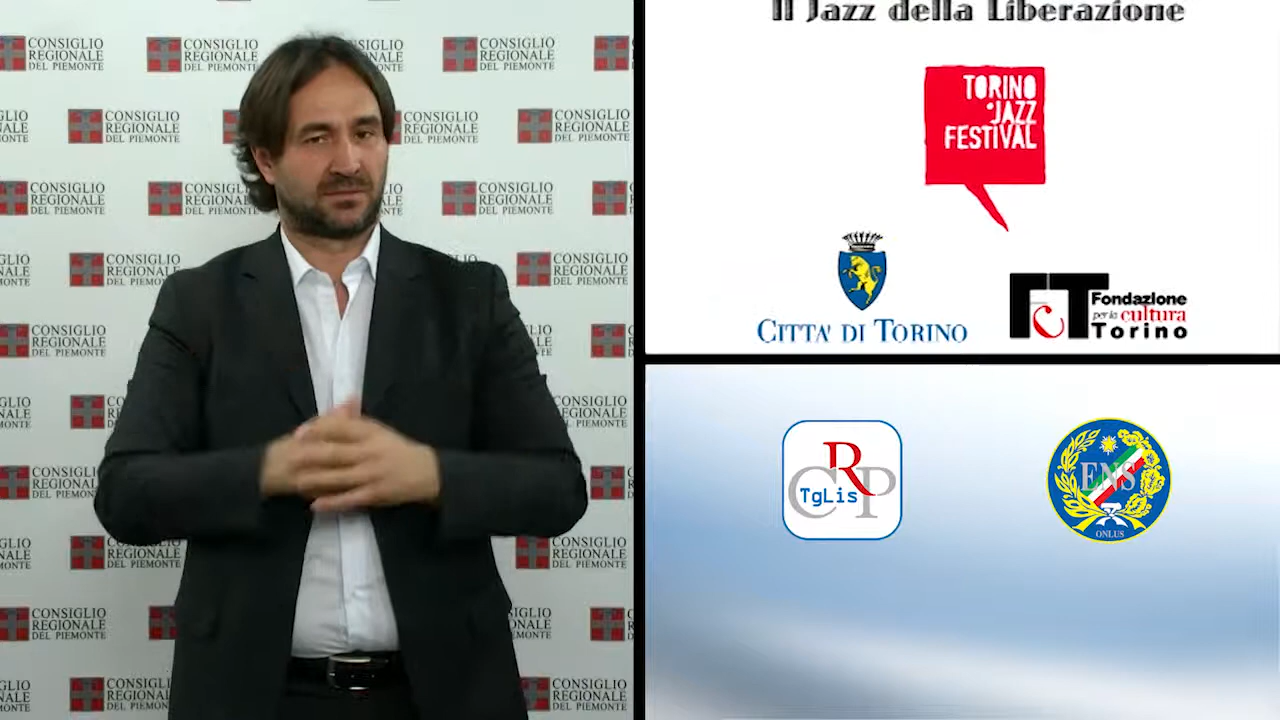 CONSIGLIO
REGIONALE
DEL PIEMONTE
Il Jazz della Liberazione
TORINO
JAZZ
FESTIVAL
CITTA' DI TORINO
FCT
Fondazione
per la cultura
Torino
CRP
TgLis
ENS
ONLUS